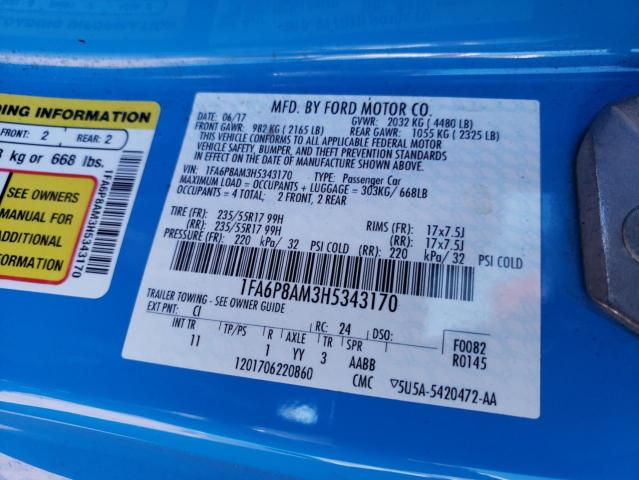 DING INFORMATION
FRONT: 2 REAR: 2
kg or 668 lbs.
SEE OWNERS
MANUAL FOR
ADDITIONAL
INFORMATION
1FA6P8AM3H5343170
MFD. BY FORD MOTOR CO.
DATE: 06/17 GVWR: 2032 KG ( 4480 LB)
FRONT GAWR: 982 KG ( 2165 LB) REAR GAWR: 1055 KG ( 2325 LB)
THIS VEHICLE CONFORMS TO ALL APPLICABLE FEDERAL MOTOR
VEHICLE SAFETY, BUMPER, AND THEFT PREVENTION STANDARDS
IN EFFECT ON THE DATE OF MANUFACTURE SHOWN ABOVE.
VIN: 1FA6P8AM3H5343170 TYPE: Passenger Car
MAXIMUM LOAD = OCCUPANTS + LUGGAGE = 303KG/ 668LB
OCCUPANTS = 4 TOTAL; 2 FRONT, 2 REAR
TIRE (FR): 235/55R17 99H RIMS (FR): 17x7.5J
(RR): 235/55R17 99H (RR): 17x7.5J
PRESSURE (FR): 220 kPa/ 32 PSI COLD (RR): 220 kPa/ 32 PSI COLD
1FA6P8AM3H5343170
TRAILER TOWING - SEE OWNER GUIDE
EXT PNT: CI RC: 24 DSO: F0082
INT TR TP/PS R AXLE TR SPR R0145
11 1 YY 3 AABB
1201706220860 CMC ▽5U5A-5420472-AA